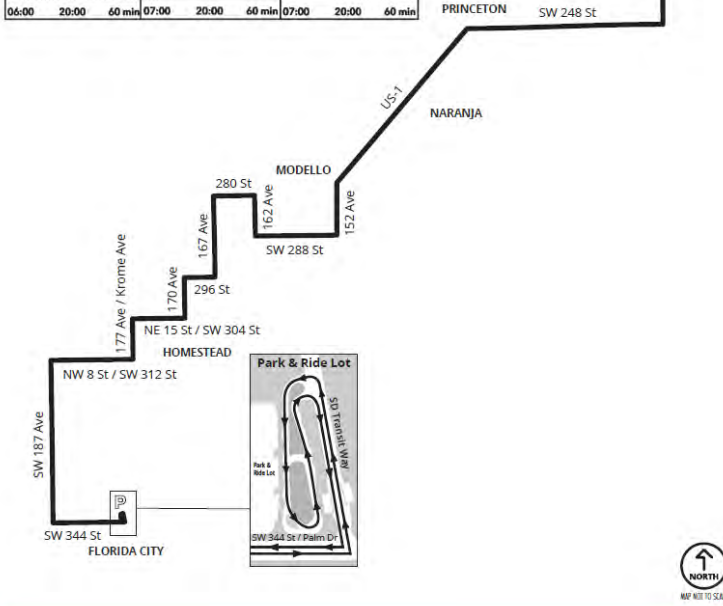 06:00 20:00 60 min 07:00 20:00 60 min 07:00 20:00 60 min
PRINCETON
SW 248 St
US-1
NARANJA
MODELLO
280 St
162 Ave
152 Ave
167 Ave
SW 288 St
170 Ave
296 St
177 Ave / Krome Ave
NE 15 St / SW 304 St
HOMESTEAD
NW 8 St / SW 312 St
Park & Ride Lot
SD Transit Way
SW 187 Ave
Park &
Ride Lot
P
SW 344 St
SW 344 St / Palm Dr
FLORIDA CITY
NORTH
MAP NOT TO